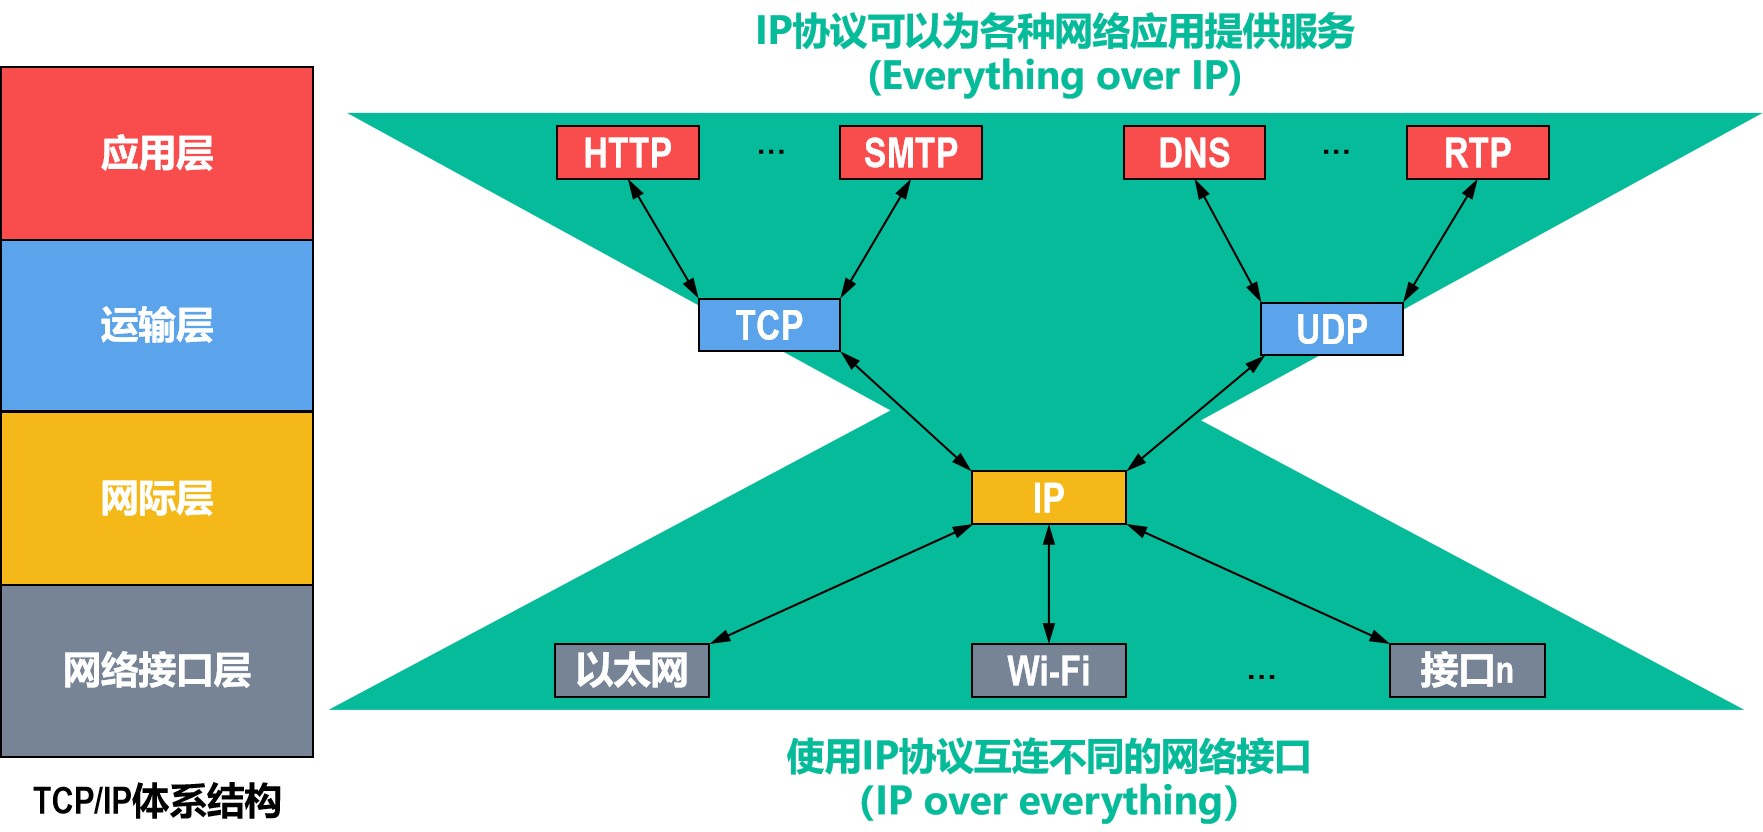 IP协议可以为各种网络应用提供服务
(Everything over IP)
应用层
HTTP … SMTP DNS … RTP
运输层
TCP UDP
网际层
IP
网络接口层
以太网 Wi-Fi … 接口n
使用IP协议互连不同的网络接口
(IP over everything)
TCP/IP体系结构